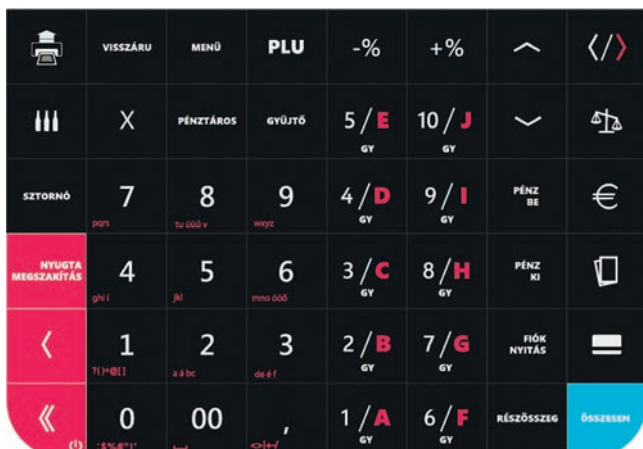 VISSZÁRU MENÜ PLU -% +% </>
X PÉNZTÁROS GYŰJTŐ 5/E GY 10/J GY
SZTORNÓ 7 pqrs 8 tu úüű v 9 wxyz 4/D GY 9/I GY PÉNZ BE €
NYUGTA MEGSZAKÍTÁS 4 ghi í 5 jkl 6 mno óöő 3/C GY 8/H GY PÉNZ KI
1 ?()*@[] 2 a á bc 3 de é f 2/B GY 7/G GY FIÓK NYITÁS
0 00 , 1/A GY 6/F GY RÉSZÖSSZEG ÖSSZESEN